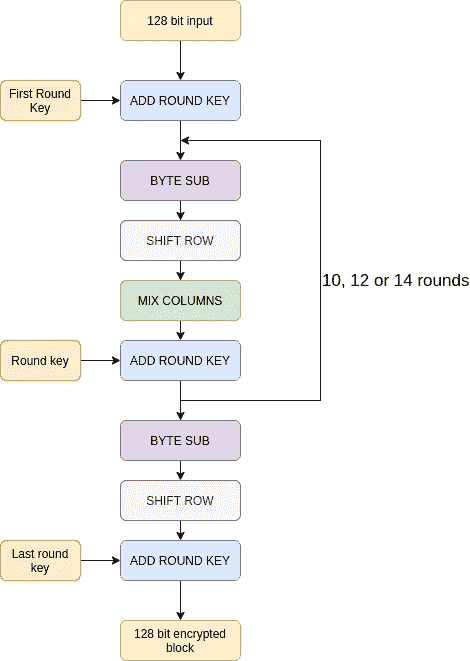 128 bit input
First Round
Key
ADD ROUND KEY
BYTE SUB
SHIFT ROW
10, 12 or 14 rounds
MIX COLUMNS
Round key
ADD ROUND KEY
BYTE SUB
SHIFT ROW
Last round
key
ADD ROUND KEY
128 bit encrypted
block